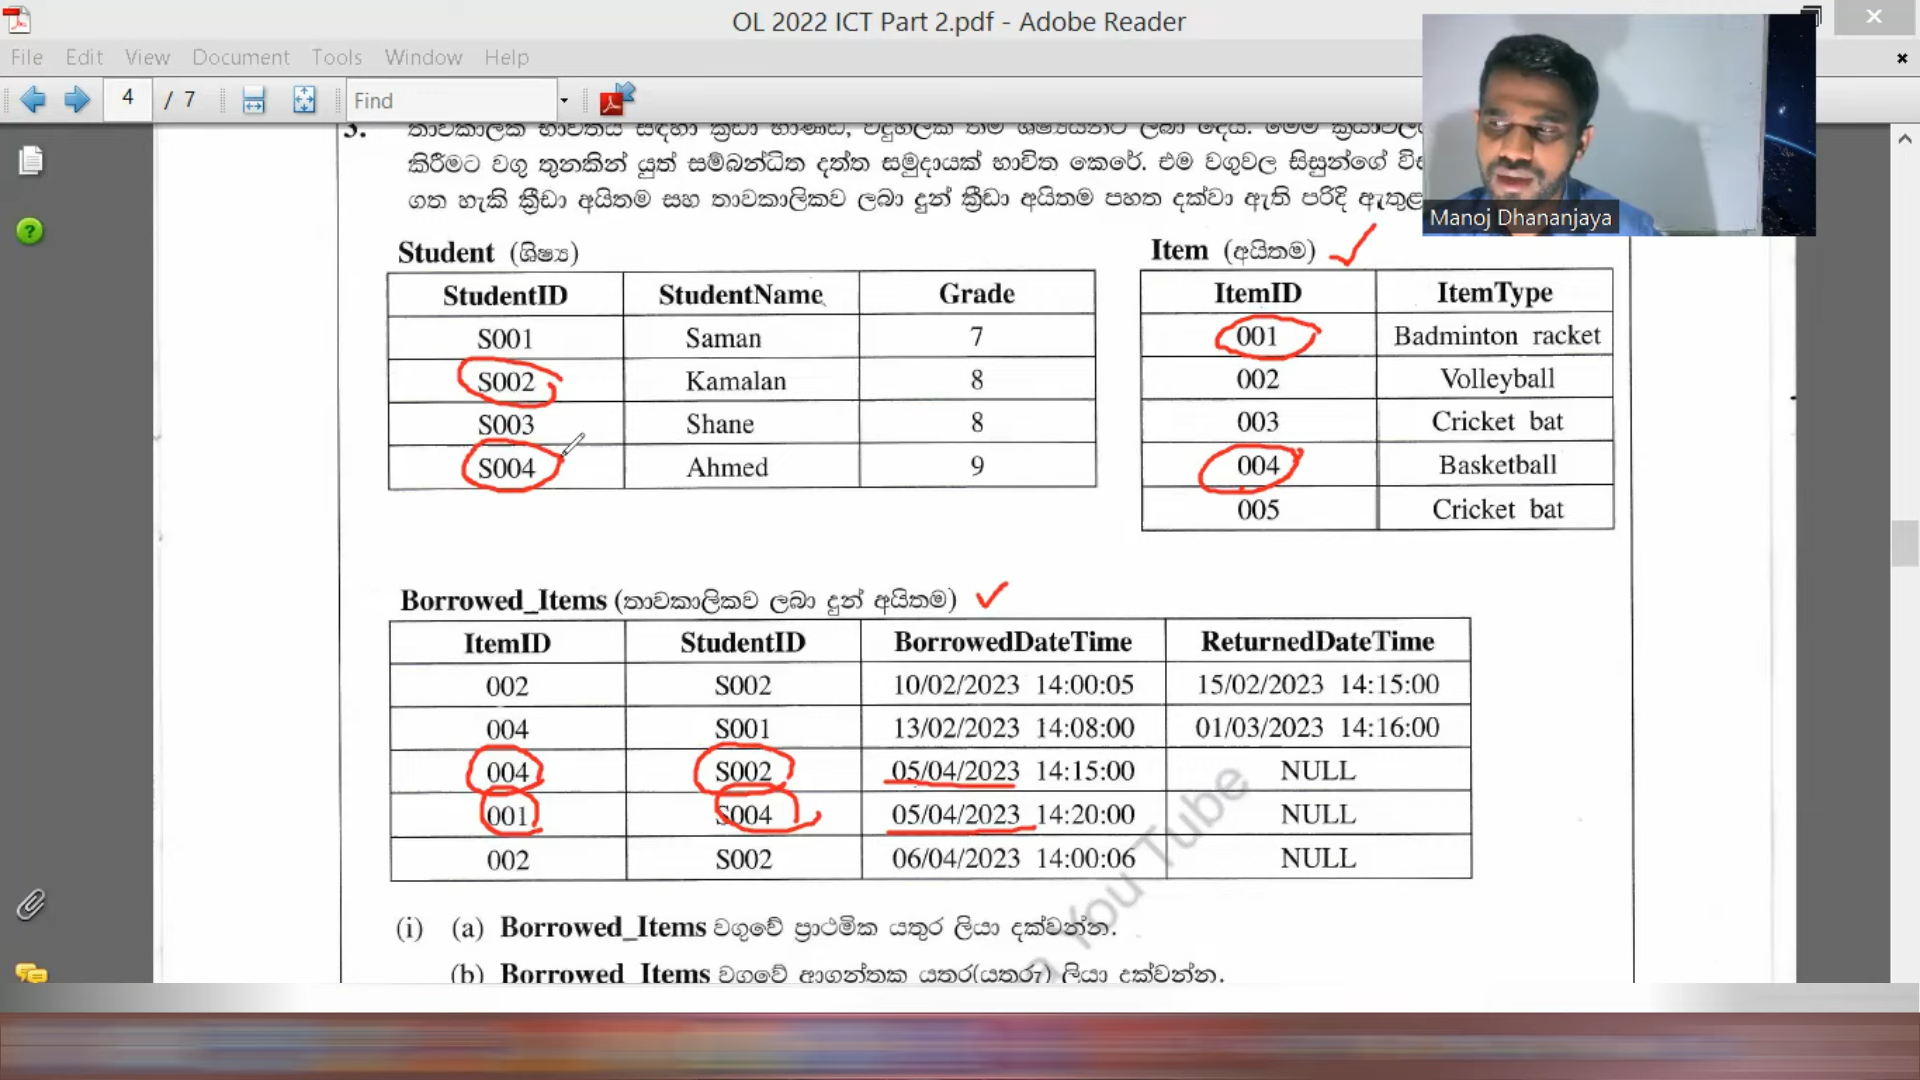 OL 2022 ICT Part 2.pdf - Adobe Reader
File Edit View Document Tools Window Help
4 / 7 Find
3. තාවකාලික භාවිතය සඳහා ක්‍රීඩා භාණ්ඩ, විදුහලක තම ශිෂ්‍යයන්ට ලබා දෙයි. මෙම
කිරීමට වගු තුනකින් යුත් සම්බන්ධිත දත්ත සමුදායක් භාවිත කෙරේ. එම වගුවල සිසුන්ගේ
ගත හැකි ක්‍රීඩා අයිතම සහ තාවකාලිකව ලබා දුන් ක්‍රීඩා අයිතම පහත දක්වා ඇති පරිදි
Manoj Dhananjaya
Student (ශිෂ්‍ය)
StudentID StudentName Grade
S001 Saman 7
S002 Kamalan 8
S003 Shane 8
S004 Ahmed 9
Item (අයිතම)
ItemID ItemType
001 Badminton racket
002 Volleyball
003 Cricket bat
004 Basketball
005 Cricket bat
Borrowed_Items (තාවකාලිකව ලබා දුන් අයිතම)
ItemID StudentID BorrowedDateTime ReturnedDateTime
002 S002 10/02/2023 14:00:05 15/02/2023 14:15:00
004 S001 13/02/2023 14:08:00 01/03/2023 14:16:00
004 S002 05/04/2023 14:15:00 NULL
001 S004 05/04/2023 14:20:00 NULL
002 S002 06/04/2023 14:00:06 NULL
YouTube
(i) (a) Borrowed_Items වගුවේ ප්‍රාථමික යතුර ලියා දක්වන්න.
(b) Borrowed_Items වගුවේ ආගන්තුක යතුර(යතුරු) ලියා දක්වන්න.